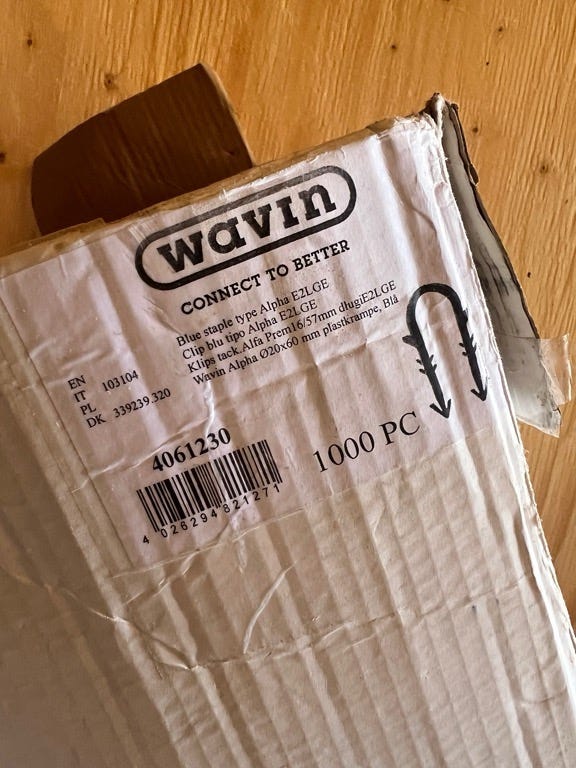 wavin
CONNECT TO BETTER
EN Blue staple type Alpha E2LGE
IT 103104 Clip blu tipo Alpha E2LGE
PL Klips tack.Alfa Prem16/57mm długiE2LGE
DK 339239.320 Wavin Alpha Ø20x60 mm plastkrampe, Blå
4061230
1000 PC
4 026294 821271